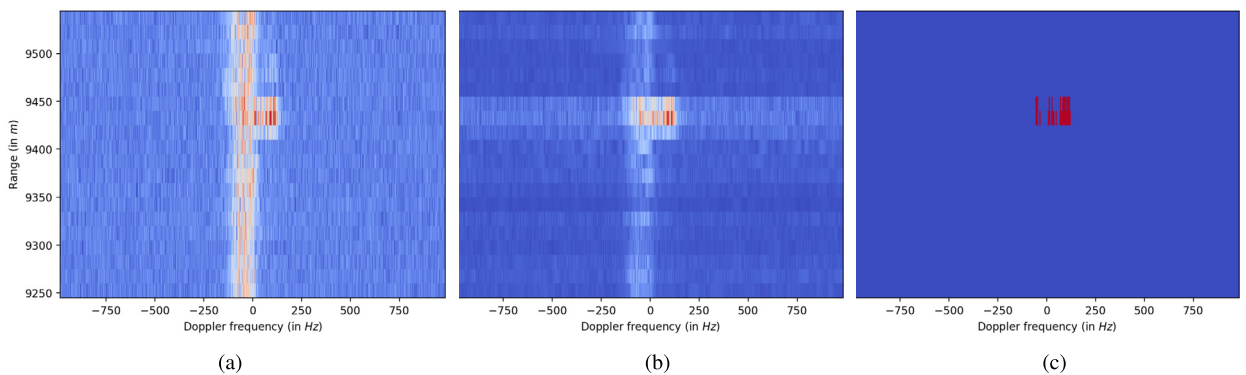 9500
9450
9400
9350
9300
9250
Range (in m)
−750 −500 −250 0 250 500 750
Doppler frequency (in Hz)
(a)
−750 −500 −250 0 250 500 750
Doppler frequency (in Hz)
(b)
−750 −500 −250 0 250 500 750
Doppler frequency (in Hz)
(c)